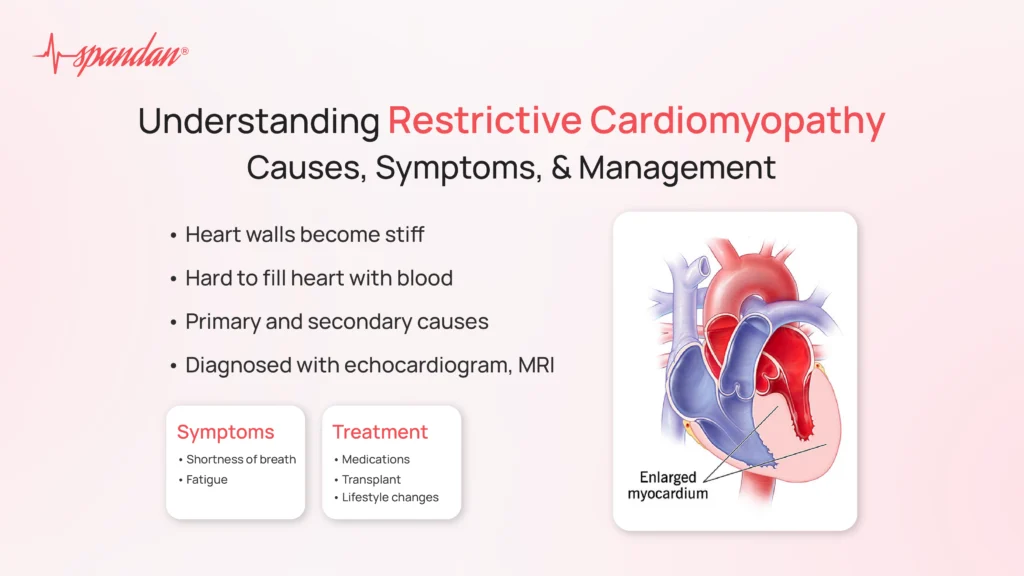 spandan®
Understanding Restrictive Cardiomyopathy
Causes, Symptoms, & Management
• Heart walls become stiff
• Hard to fill heart with blood
• Primary and secondary causes
• Diagnosed with echocardiogram, MRI
Symptoms
• Shortness of breath
• Fatigue
Treatment
• Medications
• Transplant
• Lifestyle changes
Enlarged
myocardium